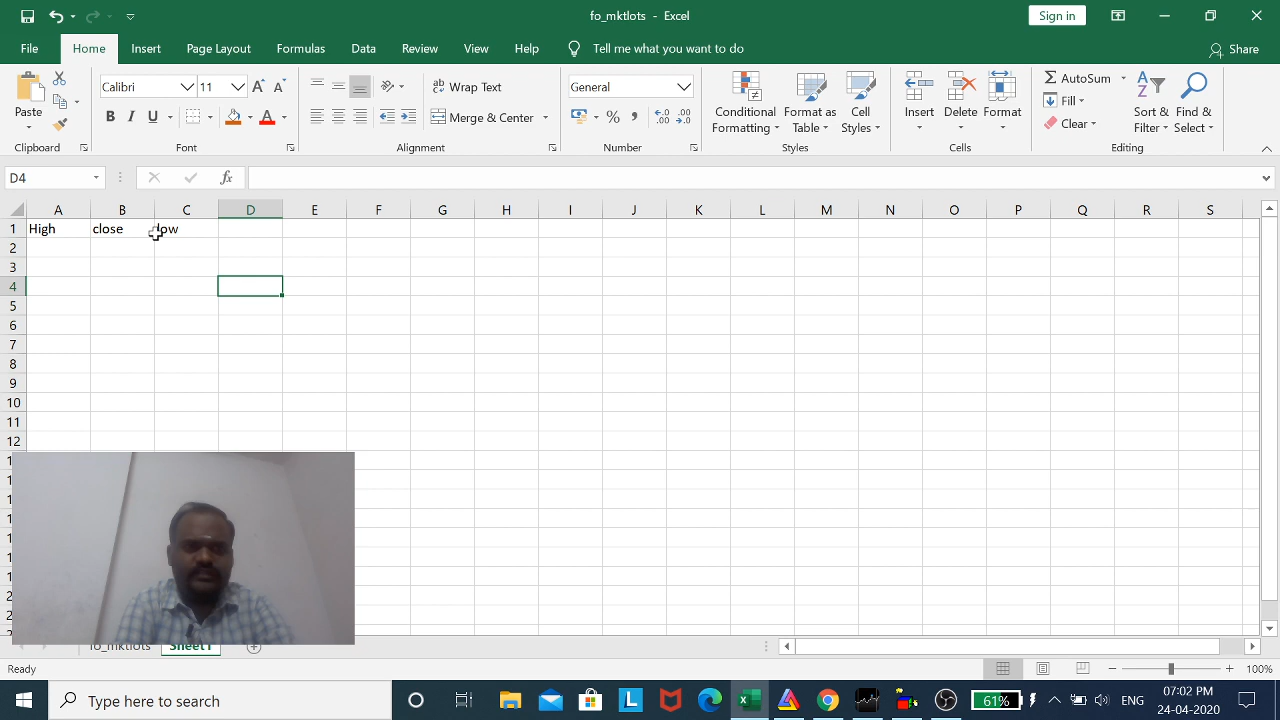 fo_mktlots - Excel
Sign in
File Home Insert Page Layout Formulas Data Review View Help Tell me what you want to do Share
Paste
Calibri 11
Wrap Text
General
Conditional Formatting
Format as Table
Cell Styles
Insert Delete Format
AutoSum
Fill
Clear
Sort & Filter
Find & Select
B I U
Merge & Center
Clipboard Font Alignment Number Styles Cells Editing
D4 fx
A B C D E F G H I J K L M N O P Q R S
1 High close low
2
3
4
5
6
7
8
9
10
11
12
fo_mktlots Sheet1
Ready 100%
Type here to search
61% ENG 07:02 PM
24-04-2020